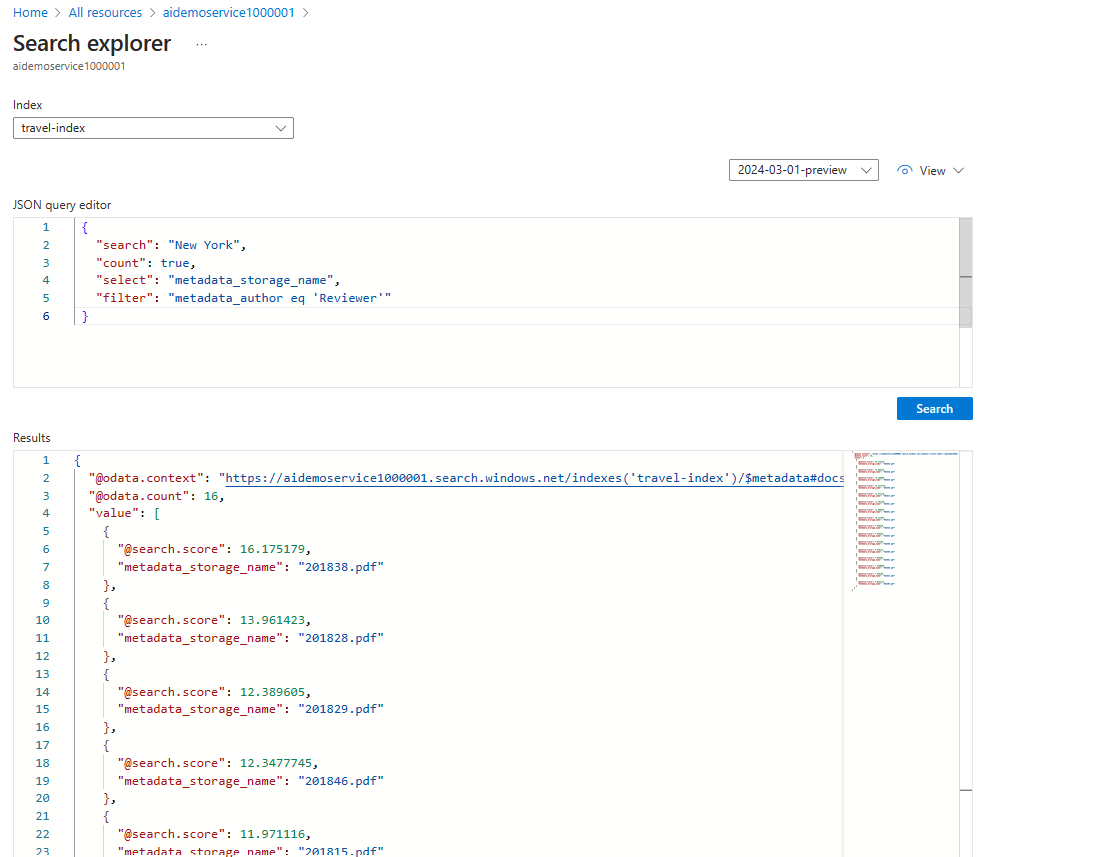 Home > All resources > aidemoservice1000001 >
Search explorer ...
aidemoservice1000001
Index
travel-index
2024-03-01-preview View
JSON query editor
1 {
2 "search": "New York",
3 "count": true,
4 "select": "metadata_storage_name",
5 "filter": "metadata_author eq 'Reviewer'"
6 }
Search
Results
1 {
2 "@odata.context": "https://aidemoservice1000001.search.windows.net/indexes('travel-index')/$metadata#docs
3 "@odata.count": 16,
4 "value": [
5 {
6 "@search.score": 16.175179,
7 "metadata_storage_name": "201838.pdf"
8 },
9 {
10 "@search.score": 13.961423,
11 "metadata_storage_name": "201828.pdf"
12 },
13 {
14 "@search.score": 12.389605,
15 "metadata_storage_name": "201829.pdf"
16 },
17 {
18 "@search.score": 12.3477745,
19 "metadata_storage_name": "201846.pdf"
20 },
21 {
22 "@search.score": 11.971116,
23 "metadata_storage_name": "201815.pdf"